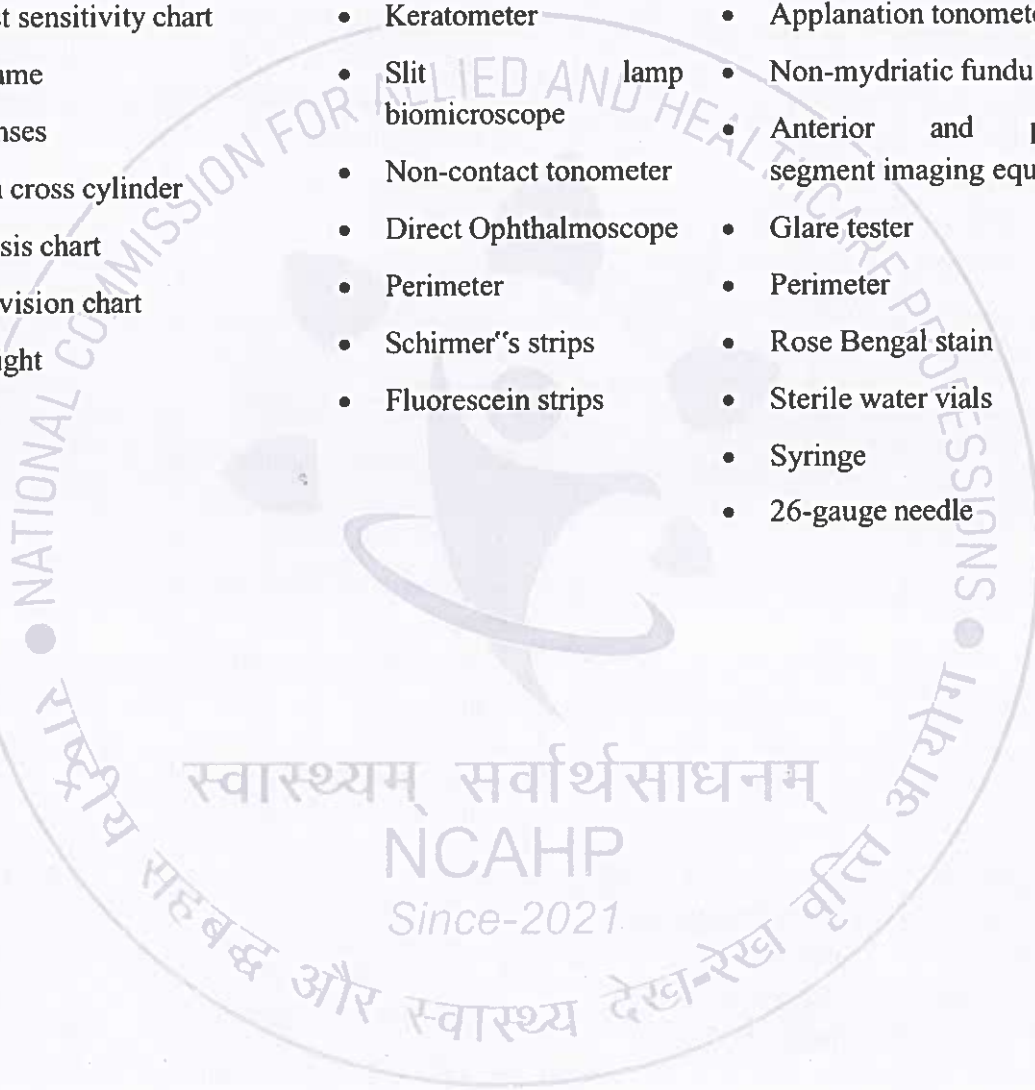 st sensitivity chart
ame
nses
n cross cylinder
sis chart
vision chart
ght
• Keratometer
• Slit lamp
biomicroscope
• Non-contact tonometer
• Direct Ophthalmoscope
• Perimeter
• Schirmer‟s strips
• Fluorescein strips
• Applanation tonomete
• Non-mydriatic fundu
• Anterior and p
segment imaging equ
• Glare tester
• Perimeter
• Rose Bengal stain
• Sterile water vials
• Syringe
• 26-gauge needle
NATIONAL COMMISSION FOR ALLIED AND HEALTHCARE PROFESSIONS
स्वास्थ्यम् सर्वार्थसाधनम्
NCAHP
Since-2021
राष्ट्रीय सहबद्ध और स्वास्थ्य देख-रेख वृत्ति आयोग